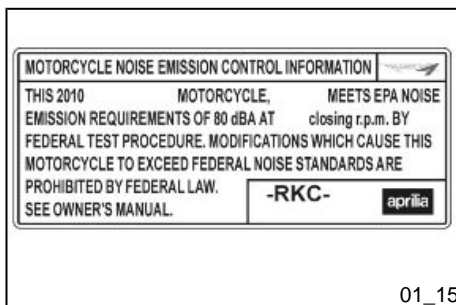 MOTORCYCLE NOISE EMISSION CONTROL INFORMATION
THIS 2010 MOTORCYCLE, MEETS EPA NOISE
EMISSION REQUIREMENTS OF 80 dBA AT closing r.p.m. BY
FEDERAL TEST PROCEDURE. MODIFICATIONS WHICH CAUSE THIS
MOTORCYCLE TO EXCEED FEDERAL NOISE STANDARDS ARE
PROHIBITED BY FEDERAL LAW.
SEE OWNER'S MANUAL.
-RKC-
aprilia
01_15